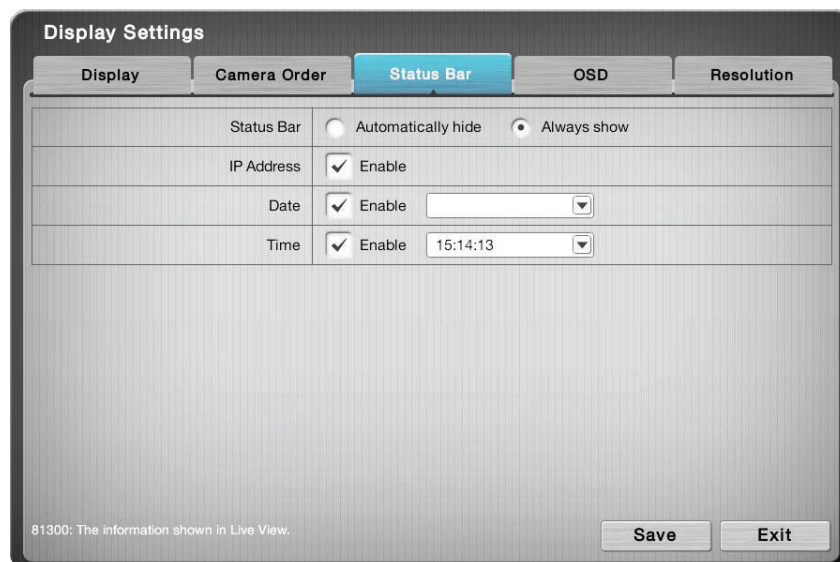 Display Settings
Display Camera Order Status Bar OSD Resolution
Status Bar Automatically hide Always show
IP Address Enable
Date Enable
Time Enable 15:14:13
81300: The information shown in Live View.
Save Exit